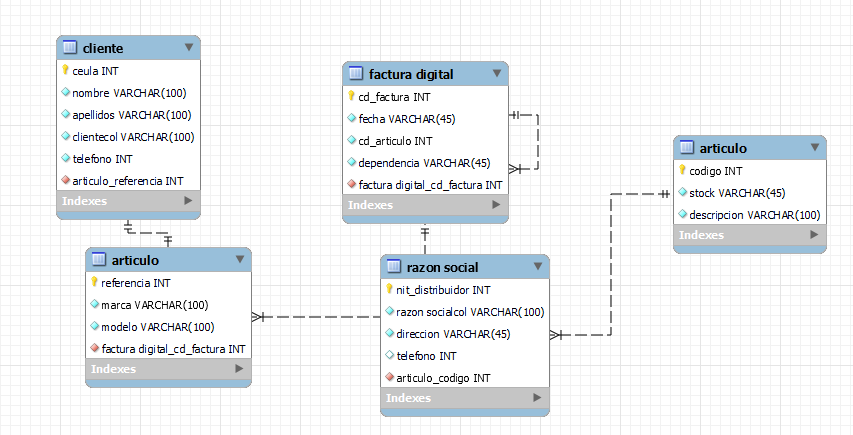 cliente
ceula INT
nombre VARCHAR(100)
apellidos VARCHAR(100)
clientecol VARCHAR(100)
telefono INT
articulo_referencia INT
Indexes
factura digital
cd_factura INT
fecha VARCHAR(45)
cd_articulo INT
dependencia VARCHAR(45)
factura digital_cd_factura INT
Indexes
articulo
codigo INT
stock VARCHAR(45)
descripcion VARCHAR(100)
Indexes
articulo
referencia INT
marca VARCHAR(100)
modelo VARCHAR(100)
factura digital_cd_factura INT
Indexes
razon social
nit_distribuidor INT
razon socialcol VARCHAR(100)
direccion VARCHAR(45)
telefono INT
articulo_codigo INT
Indexes